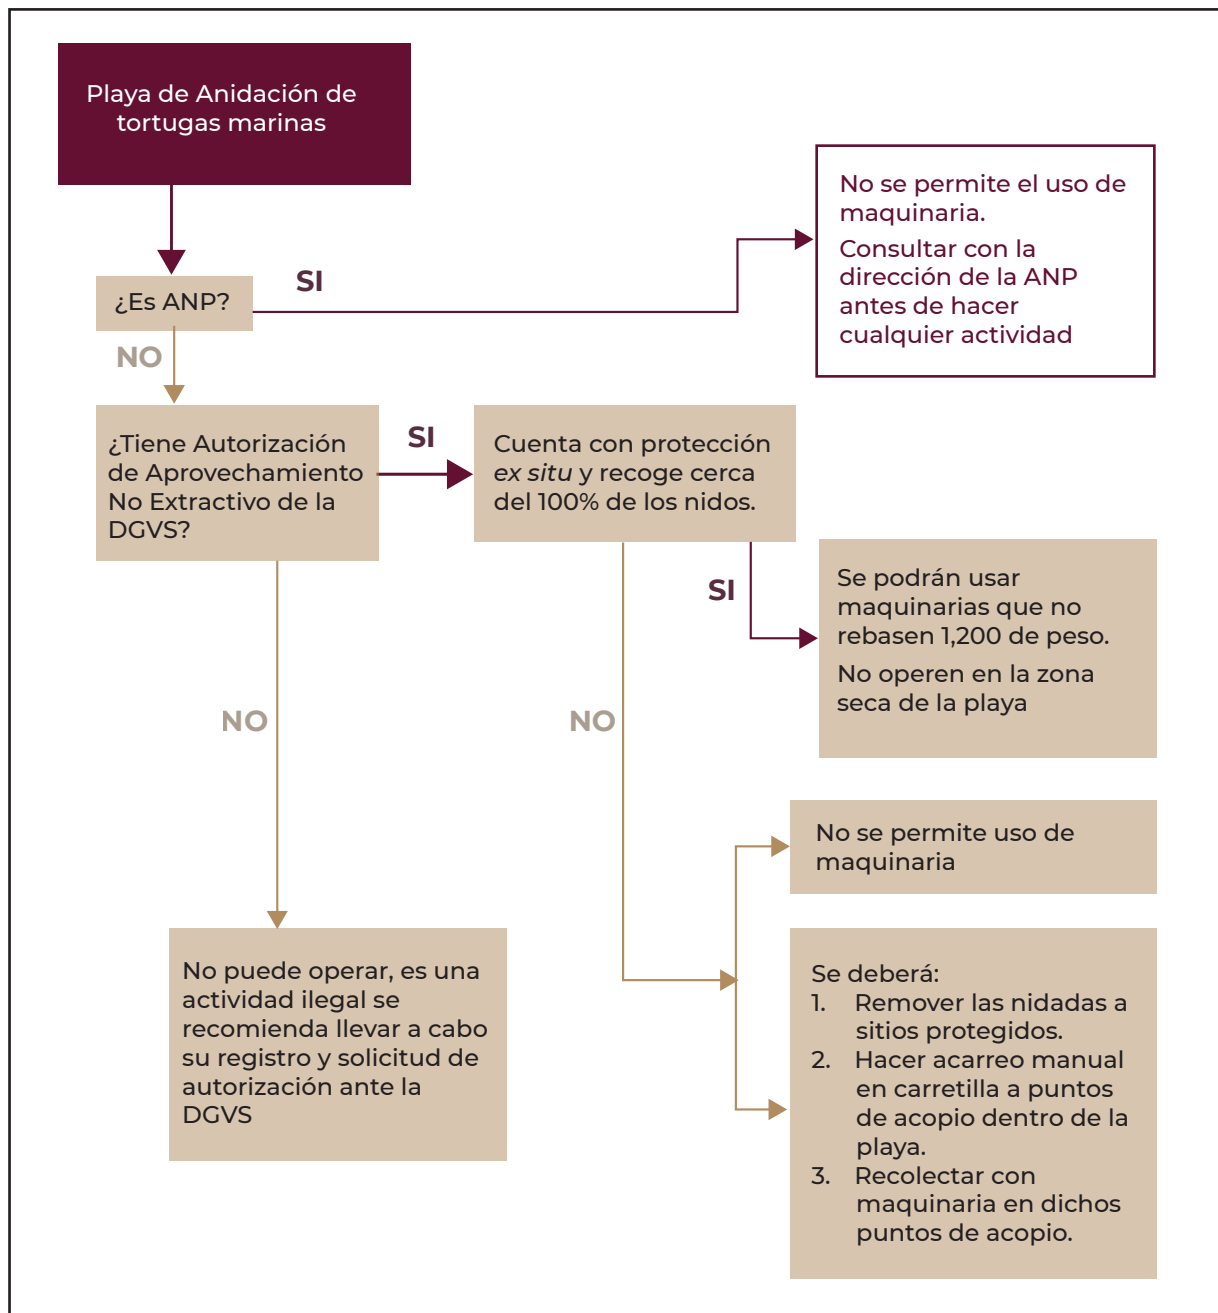 Playa de Anidación de
tortugas marinas
¿Es ANP?
SI
No se permite el uso de
maquinaria.
Consultar con la
dirección de la ANP
antes de hacer
cualquier actividad
NO
¿Tiene Autorización
de Aprovechamiento
No Extractivo de la
DGVS?
SI
Cuenta con protección
ex situ y recoge cerca
del 100% de los nidos.
SI
Se podrán usar
maquinarias que no
rebasen 1,200 de peso.
No operen en la zona
seca de la playa
NO
NO
No se permite uso de
maquinaria
No puede operar, es una
actividad ilegal se
recomienda llevar a cabo
su registro y solicitud de
autorización ante la
DGVS
Se deberá:
1. Remover las nidadas a
sitios protegidos.
2. Hacer acarreo manual
en carretilla a puntos
de acopio dentro de la
playa.
3. Recolectar con
maquinaria en dichos
puntos de acopio.